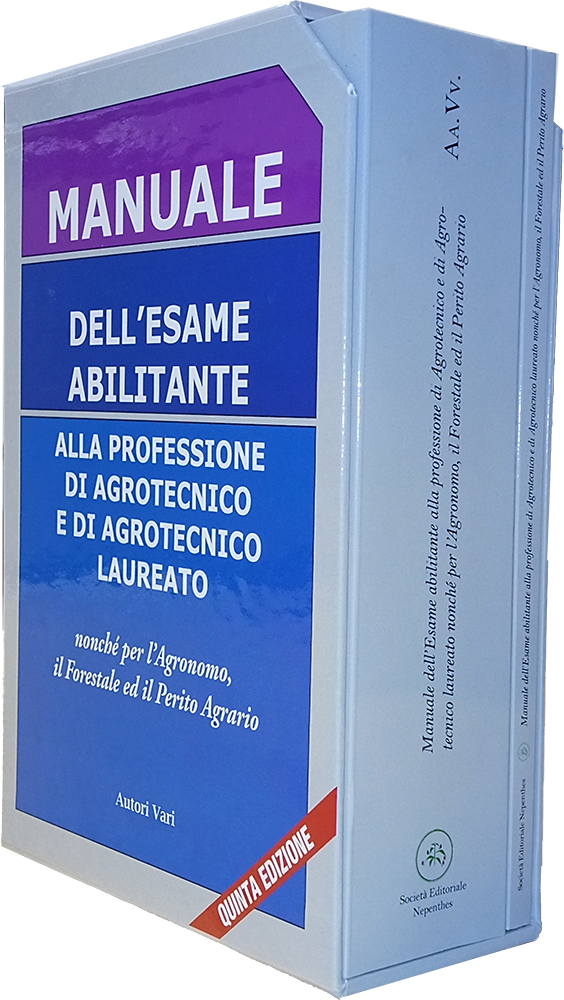 MANUALE
DELL'ESAME
ABILITANTE
ALLA PROFESSIONE
DI AGROTECNICO
E DI AGROTECNICO
LAUREATO
nonché per l'Agronomo,
il Forestale ed il Perito Agrario
Autori Vari
QUINTA EDIZIONE
AA.VV.
Manuale dell'Esame abilitante alla professione di Agrotecnico e di Agro-
tecnico laureato nonché per l'Agronomo, il Forestale ed il Perito Agrario
Società Editoriale
Nepenthes
Manuale dell'Esame abilitante alla professione di Agrotecnico e di Agrotecnico laureato nonché per l'Agronomo, il Forestale ed il Perito Agrario
Società Editoriale Nepenthes